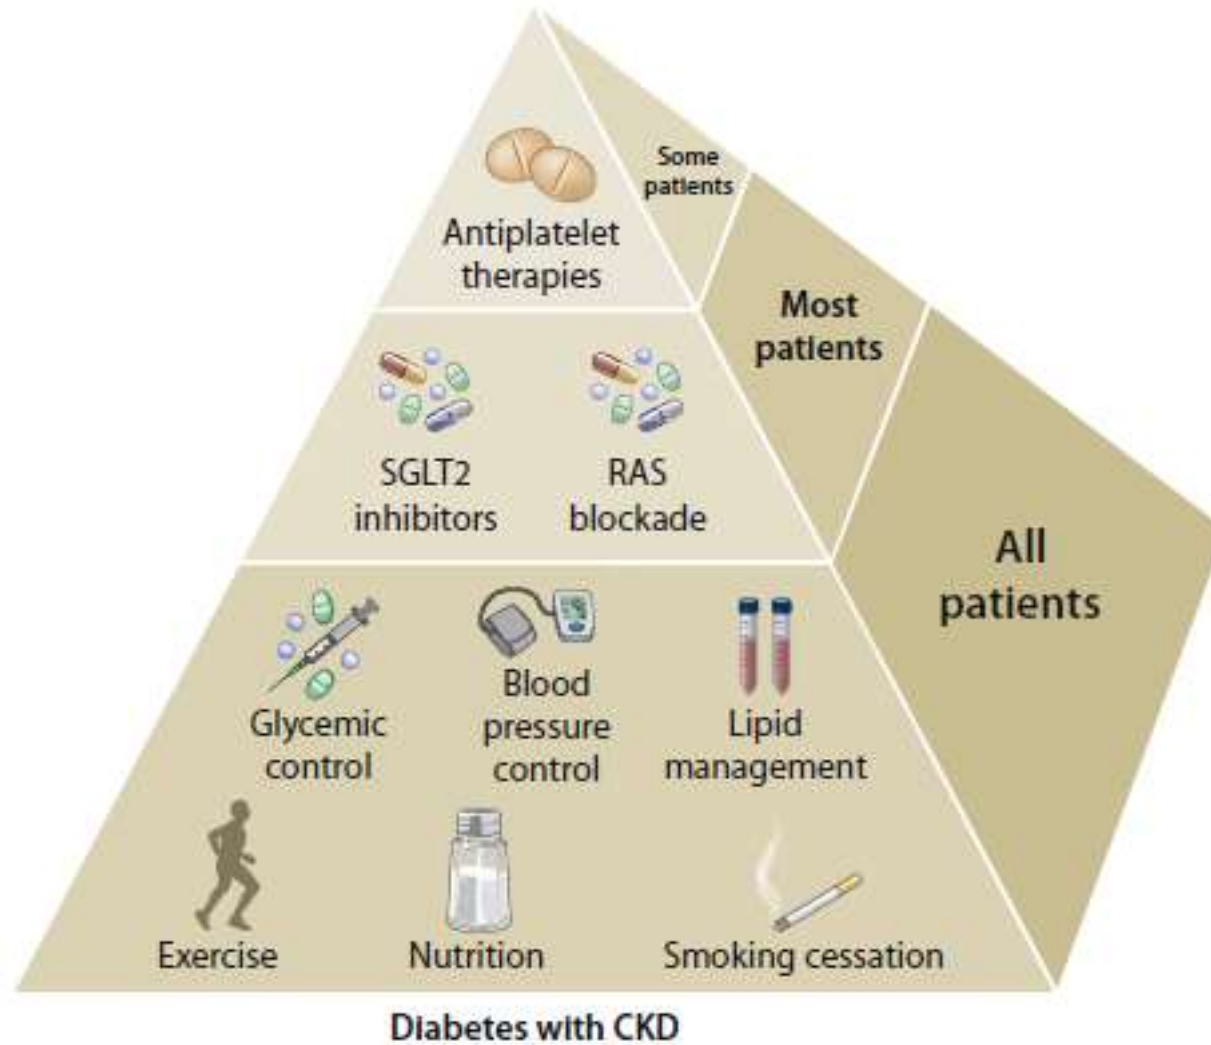 Some
patients
Antiplatelet
therapies
Most
patients
SGLT2
inhibitors
RAS
blockade
All
patients
Glycemic
control
Blood
pressure
control
Lipid
management
Exercise
Nutrition
Smoking cessation
Diabetes with CKD